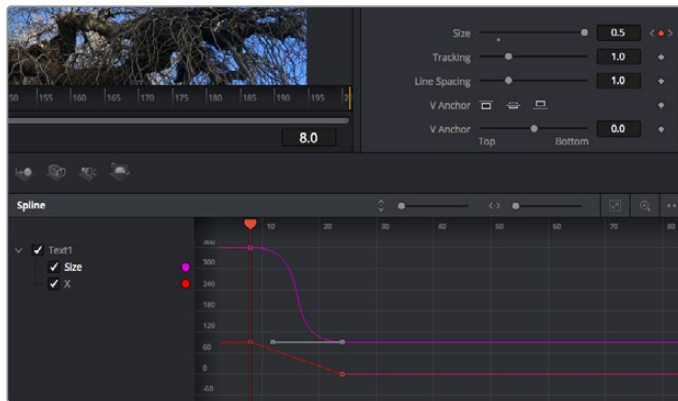 Size 0.5
Tracking 1.0
Line Spacing 1.0
V Anchor
V Anchor 0.0
Top Bottom
150 155 160 165 170 175 180 185 190 195
8.0
Spline
10 20 30 40 50 60 70 80
Text1
Size
X
360
300
240
180
120
60
0
-60